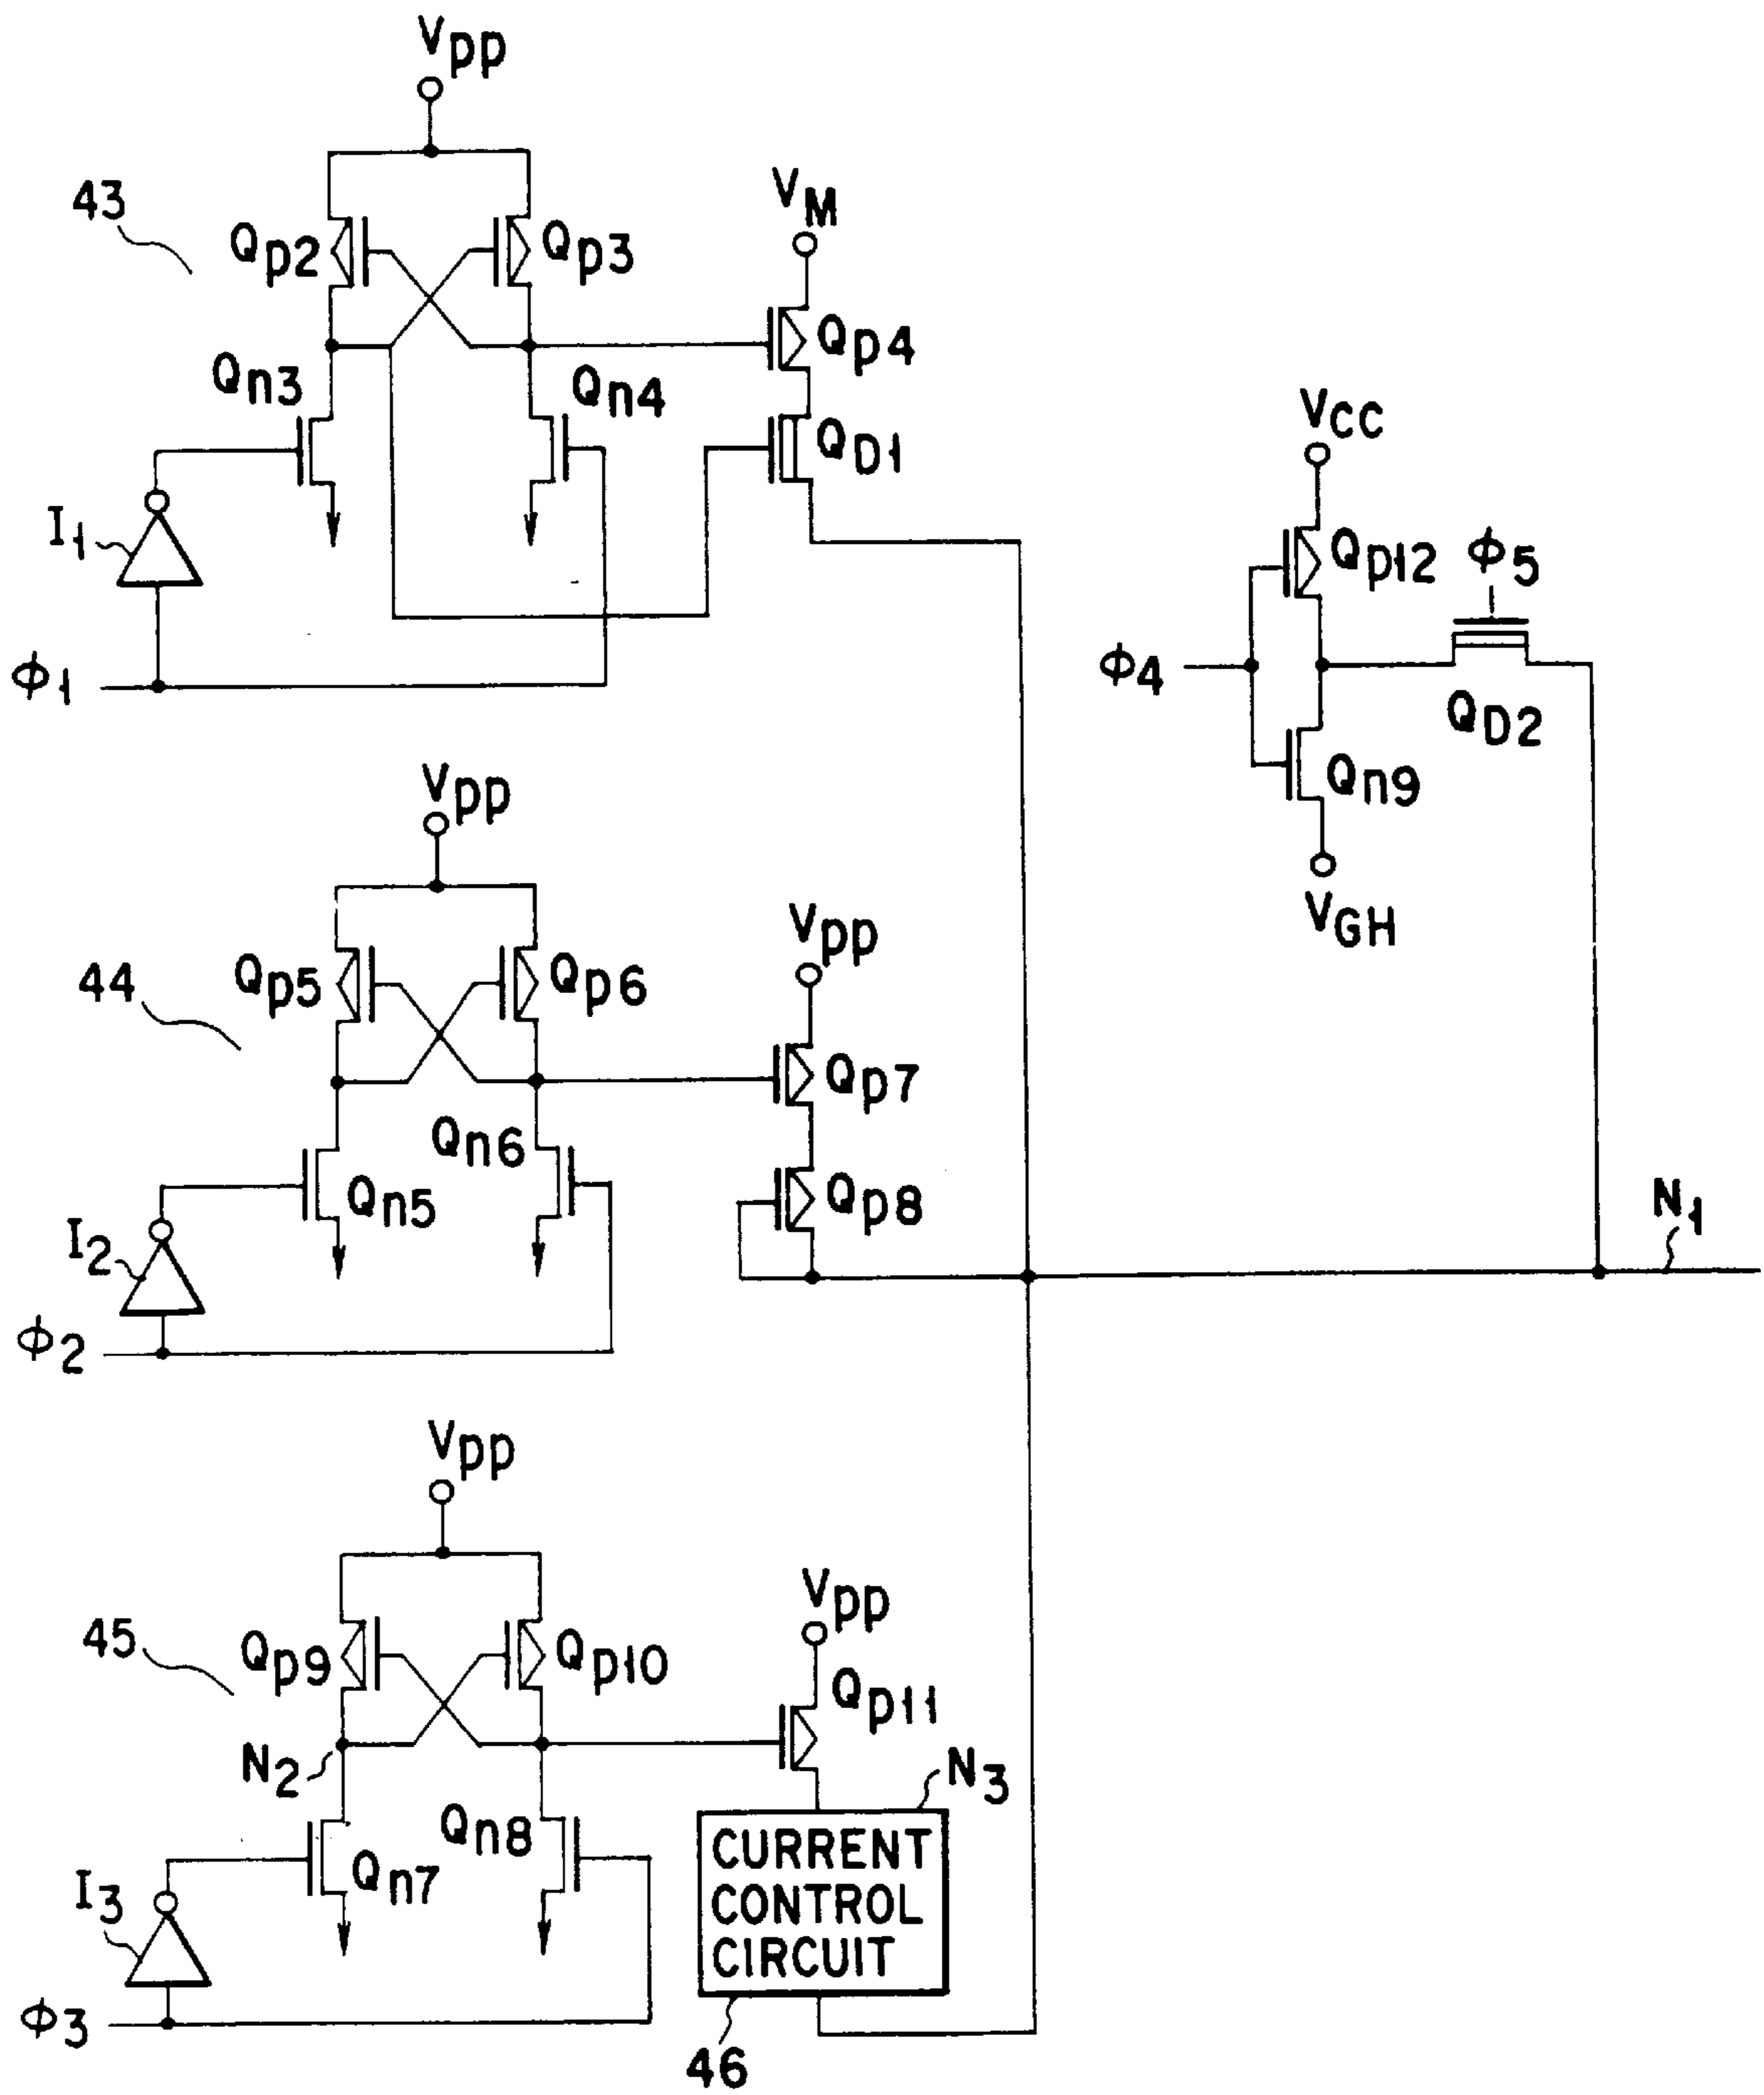 Vpp
43
Qp2
Qp3
VM
Qp4
Qn3
Qn4
QD1
I1
ϕ1
VCC
Qp12
ϕ5
ϕ4
QD2
Qn9
VGH
Vpp
44
Qp5
Qp6
Vpp
Qp7
Qn6
Qn5
Qp8
I2
ϕ2
N1
Vpp
45
Qp9
Qp10
Vpp
Qp11
N2
N3
Qn8
Qn7
I3
ϕ3
CURRENT
CONTROL
CIRCUIT
46